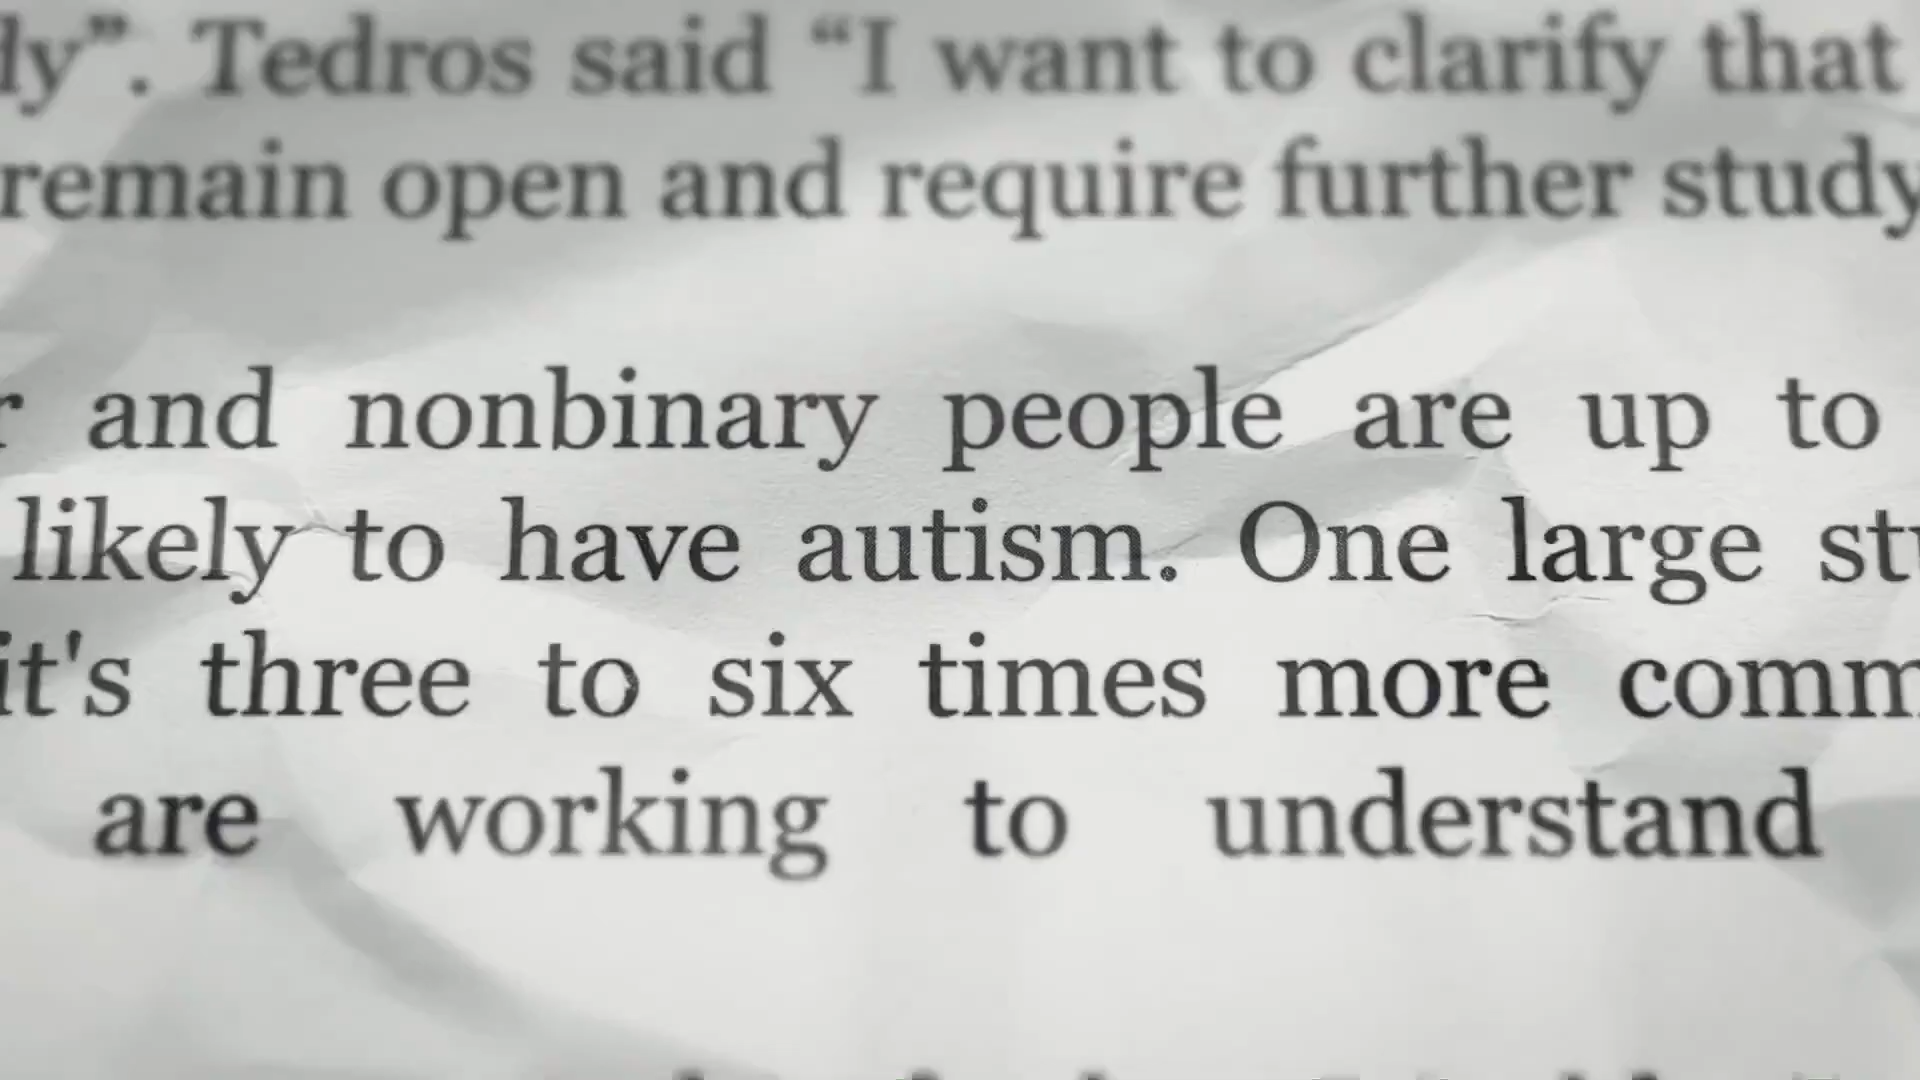 ly”. Tedros said “I want to clarify that
remain open and require further study
r and nonbinary people are up to
likely to have autism. One large st
it's three to six times more comm
are working to understand